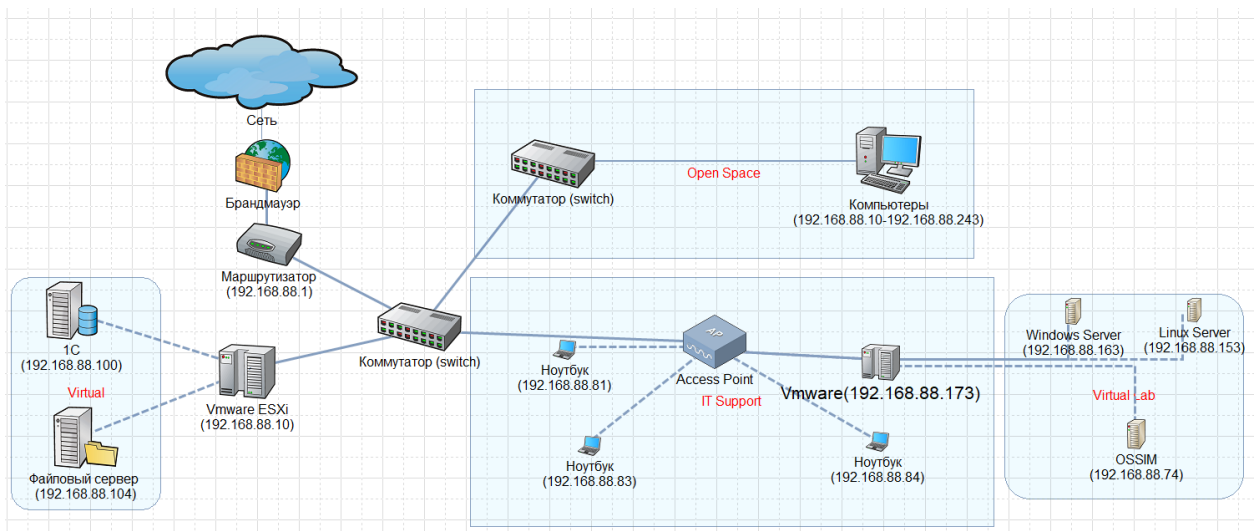 Сеть
Брандмауэр
Маршрутизатор
(192.168.88.1)
Коммутатор (switch)
Open Space
Компьютеры
(192.168.88.10-192.168.88.243)
1С
(192.168.88.100)
Virtual
Файловый сервер
(192.168.88.104)
Vmware ESXi
(192.168.88.10)
Коммутатор (switch)
Ноутбук
(192.168.88.81)
AP
Access Point
IT Support
Ноутбук
(192.168.88.83)
Ноутбук
(192.168.88.84)
Vmware(192.168.88.173)
Windows Server
(192.168.88.163)
Linux Server
(192.168.88.153)
Virtual Lab
OSSIM
(192.168.88.74)